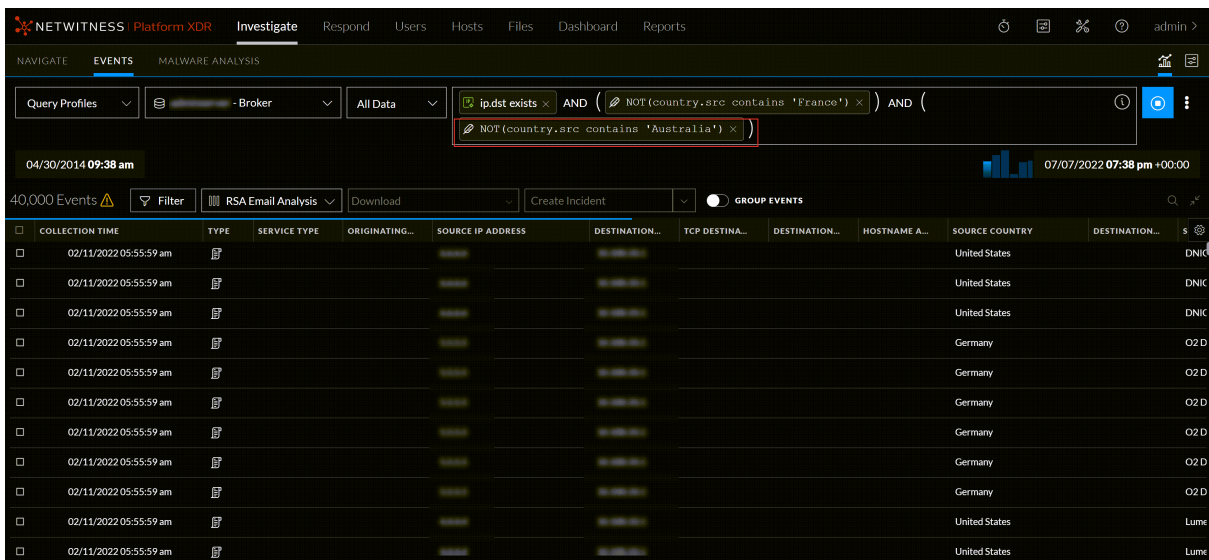 NETWITNESS | Platform XDR Investigate Respond Users Hosts Files Dashboard Reports admin >
NAVIGATE EVENTS MALWARE ANALYSIS
Query Profiles - Broker All Data ip.dst exists × AND ( NOT(country.src contains 'France') × ) AND (
NOT(country.src contains 'Australia') × )
04/30/2014 09:38 am 07/07/2022 07:38 pm +00:00
40,000 Events Filter RSA Email Analysis Download Create Incident GROUP EVENTS
COLLECTION TIME TYPE SERVICE TYPE ORIGINATING... SOURCE IP ADDRESS DESTINATION... TCP DESTINA... DESTINATION... HOSTNAME A... SOURCE COUNTRY DESTINATION... S
02/11/2022 05:55:59 am United States DNIC
02/11/2022 05:55:59 am United States DNIC
02/11/2022 05:55:59 am United States DNIC
02/11/2022 05:55:59 am Germany O2 D
02/11/2022 05:55:59 am Germany O2 D
02/11/2022 05:55:59 am Germany O2 D
02/11/2022 05:55:59 am Germany O2 D
02/11/2022 05:55:59 am Germany O2 D
02/11/2022 05:55:59 am Germany O2 D
02/11/2022 05:55:59 am United States Lume
02/11/2022 05:55:59 am United States Lume